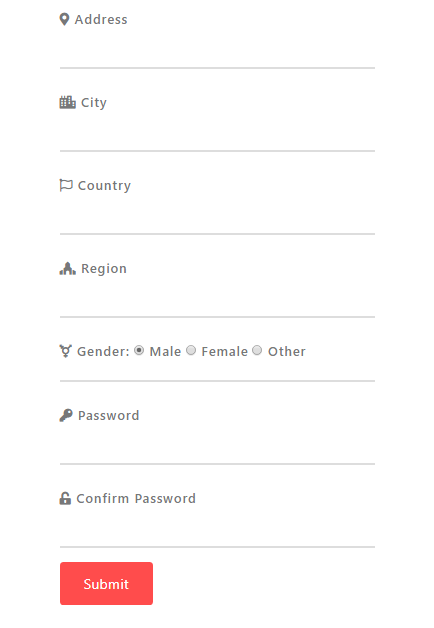 Address
City
Country
Region
Gender: Male Female Other
Password
Confirm Password
Submit